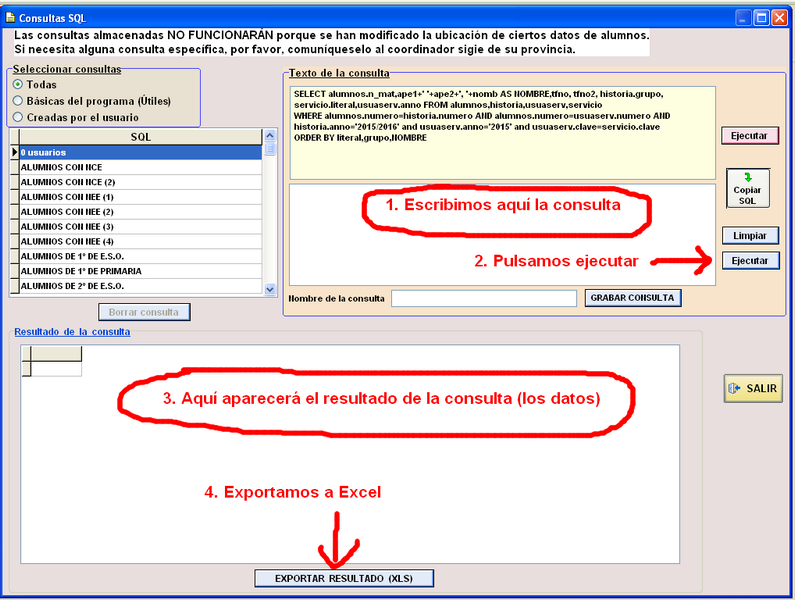 Consultas SQL
Las consultas almacenadas NO FUNCIONARÁN porque se han modificado la ubicación de ciertos datos de alumnos.
Si necesita alguna consulta específica, por favor, comuníqueselo al coordinador sigie de su provincia.
Seleccionar consultas
Todas
Básicas del programa (Útiles)
Creadas por el usuario
SQL
0 usuarios
ALUMNOS CON NCE
ALUMNOS CON NCE (2)
ALUMNOS CON NEE (1)
ALUMNOS CON NEE (2)
ALUMNOS CON NEE (3)
ALUMNOS CON NEE (4)
ALUMNOS DE 1º DE E.S.O.
ALUMNOS DE 1º DE PRIMARIA
ALUMNOS DE 2º DE E.S.O.
Borrar consulta
Texto de la consulta
SELECT alumnos.n_mat,ape1+' '+ape2+', '+nomb AS NOMBRE,tfno, tfno2, historia.grupo,
servicio.literal,usuaserv.anno FROM alumnos,historia,usuaserv,servicio
WHERE alumnos.numero=historia.numero AND alumnos.numero=usuaserv.numero AND
historia.anno='2015/2016' and usuaserv.anno='2015' and usuaserv.clave=servicio.clave
ORDER BY literal,grupo,NOMBRE
Ejecutar
Copiar
SQL
1. Escribimos aquí la consulta
Limpiar
2. Pulsamos ejecutar
Ejecutar
Nombre de la consulta
GRABAR CONSULTA
Resultado de la consulta
3. Aquí aparecerá el resultado de la consulta (los datos)
SALIR
4. Exportamos a Excel
EXPORTAR RESULTADO (XLS)